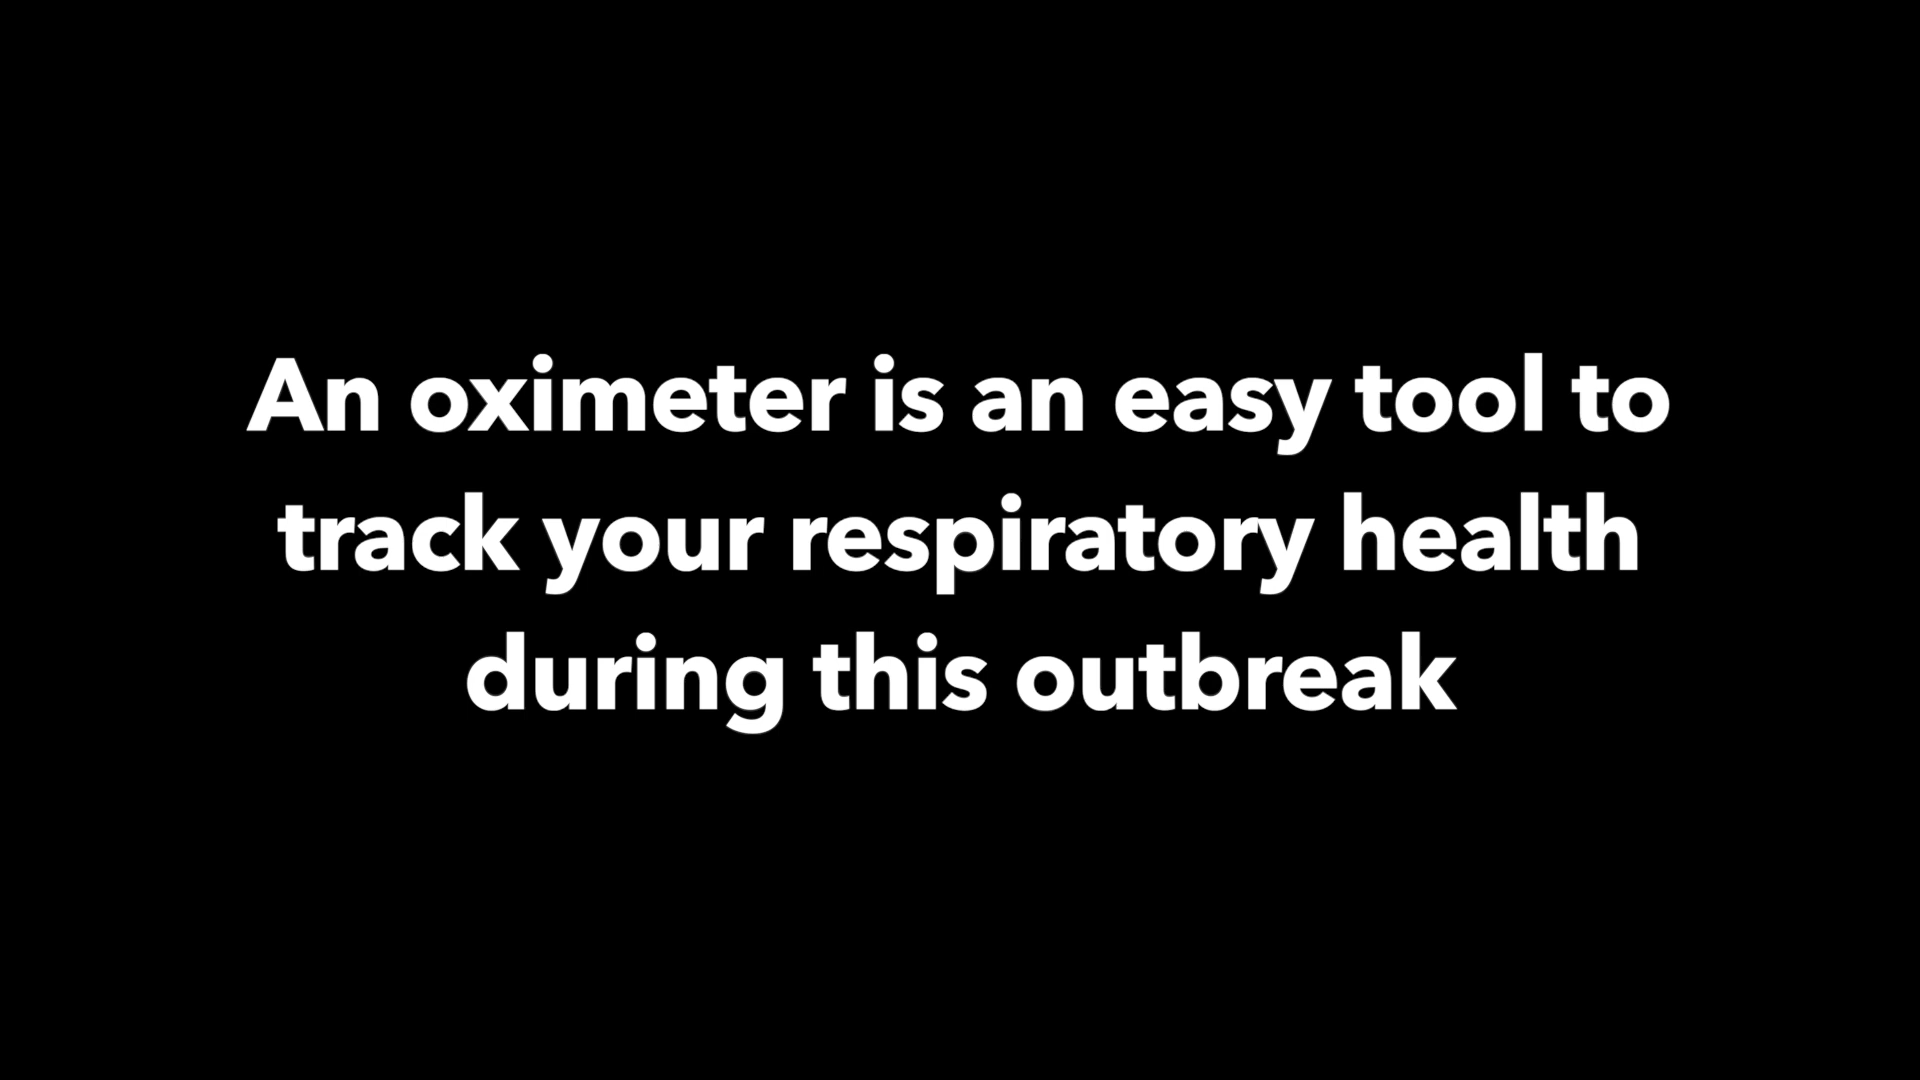 An oximeter is an easy tool to
track your respiratory health
during this outbreak